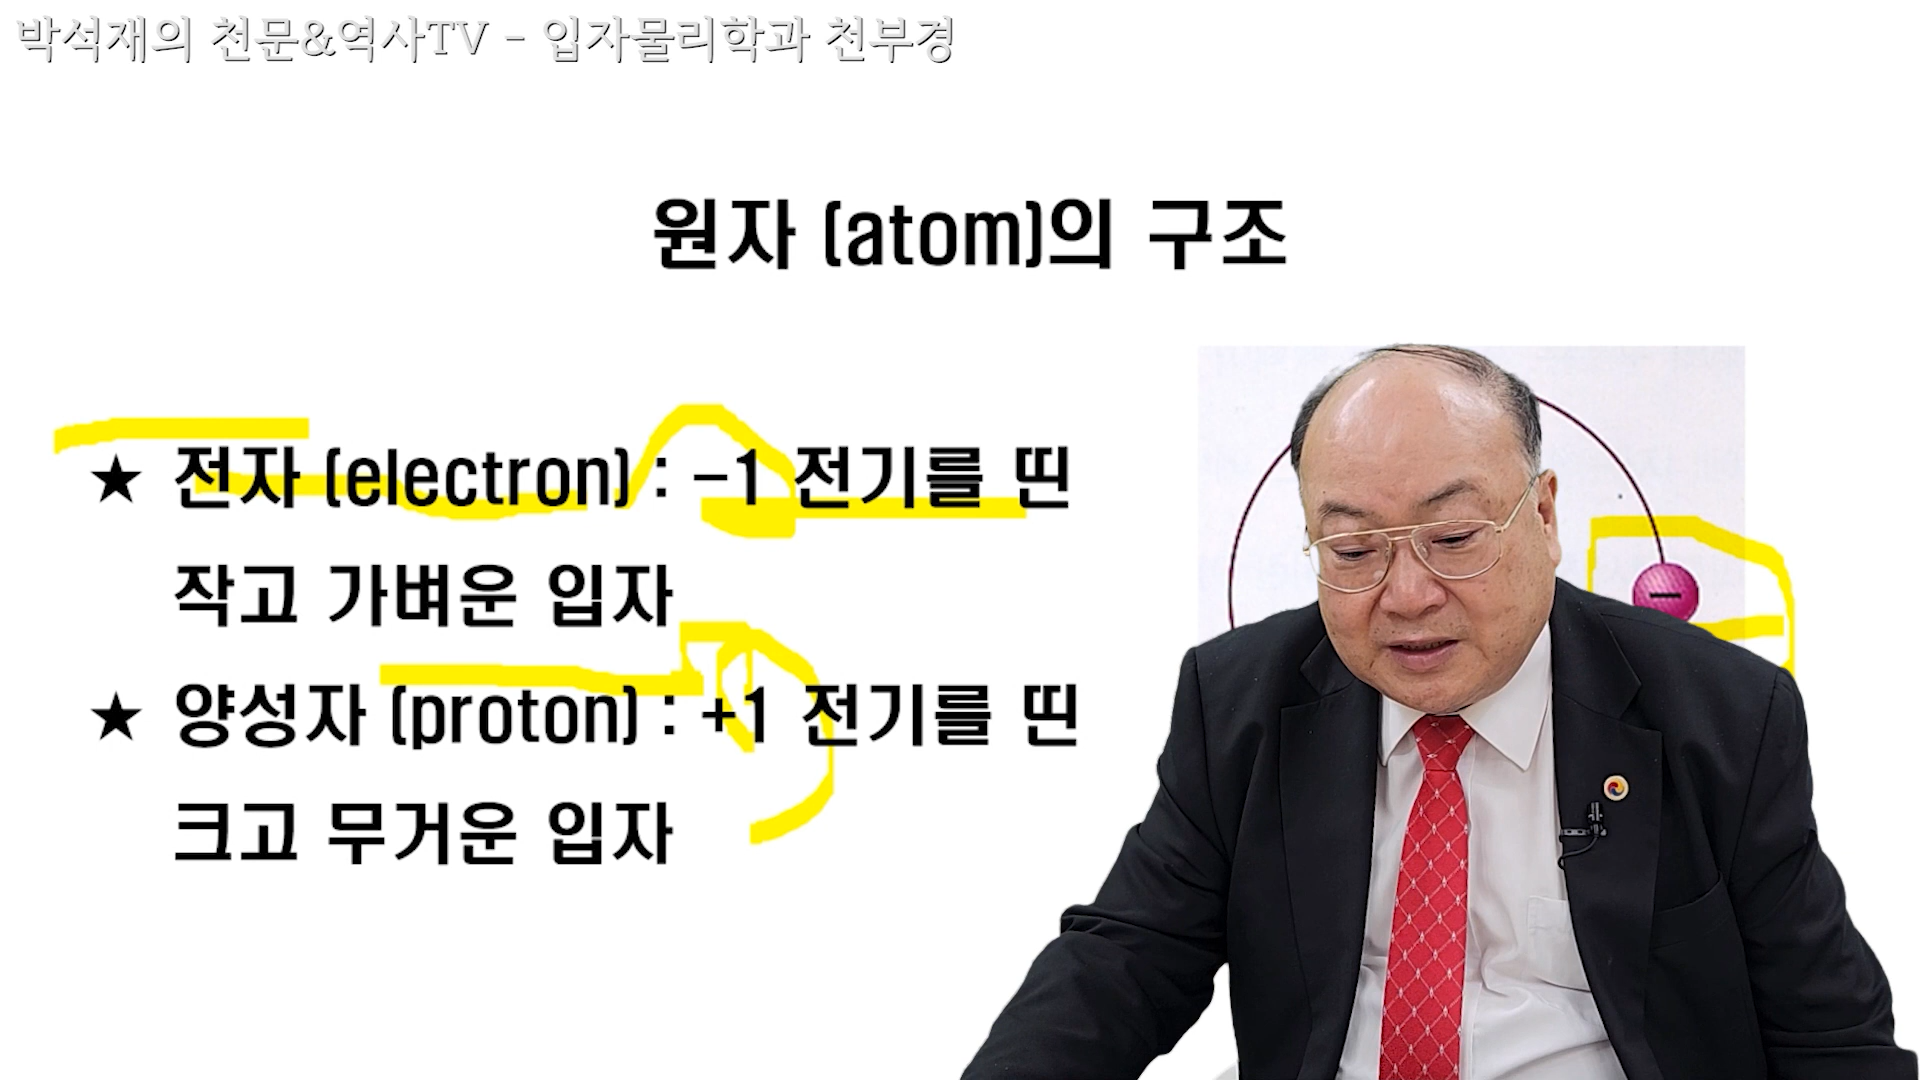 박석재의 천문&역사TV - 입자물리학과 천부경
원자 (atom)의 구조
★ 전자 (electron) : -1 전기를 띤
작고 가벼운 입자
★ 양성자 (proton) : +1 전기를 띤
크고 무거운 입자
−